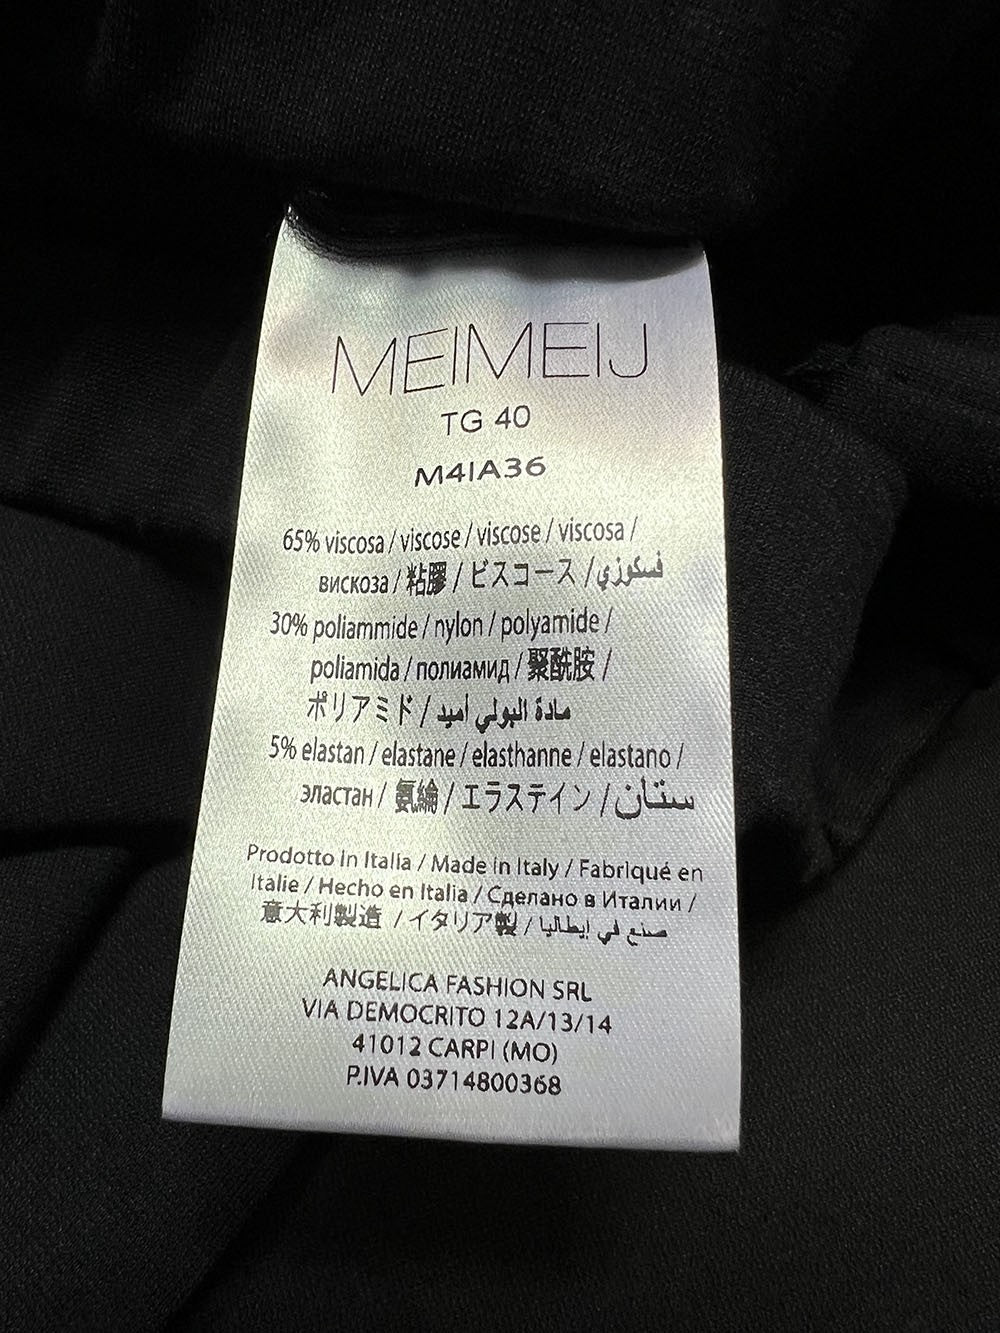 MEIMEIJ
TG 40
M4IA36
65% viscosa / viscose / viscose / viscosa /
вискоза / 粘膠 / ビスコース / فسكوزي
30% poliammide / nylon / polyamide /
poliamida / полиамид / 聚酰胺 /
ポリアミド / مادة البولي أميد
5% elastan / elastane / elasthanne / elastano /
эластан / 氨綸 / エラステイン / ستان
Prodotto in Italia / Made in Italy / Fabriqué en
Italie / Hecho en Italia / Сделано в Италии /
意大利製造 / イタリア製 / صنع في إيطاليا
ANGELICA FASHION SRL
VIA DEMOCRITO 12A/13/14
41012 CARPI (MO)
P.IVA 03714800368